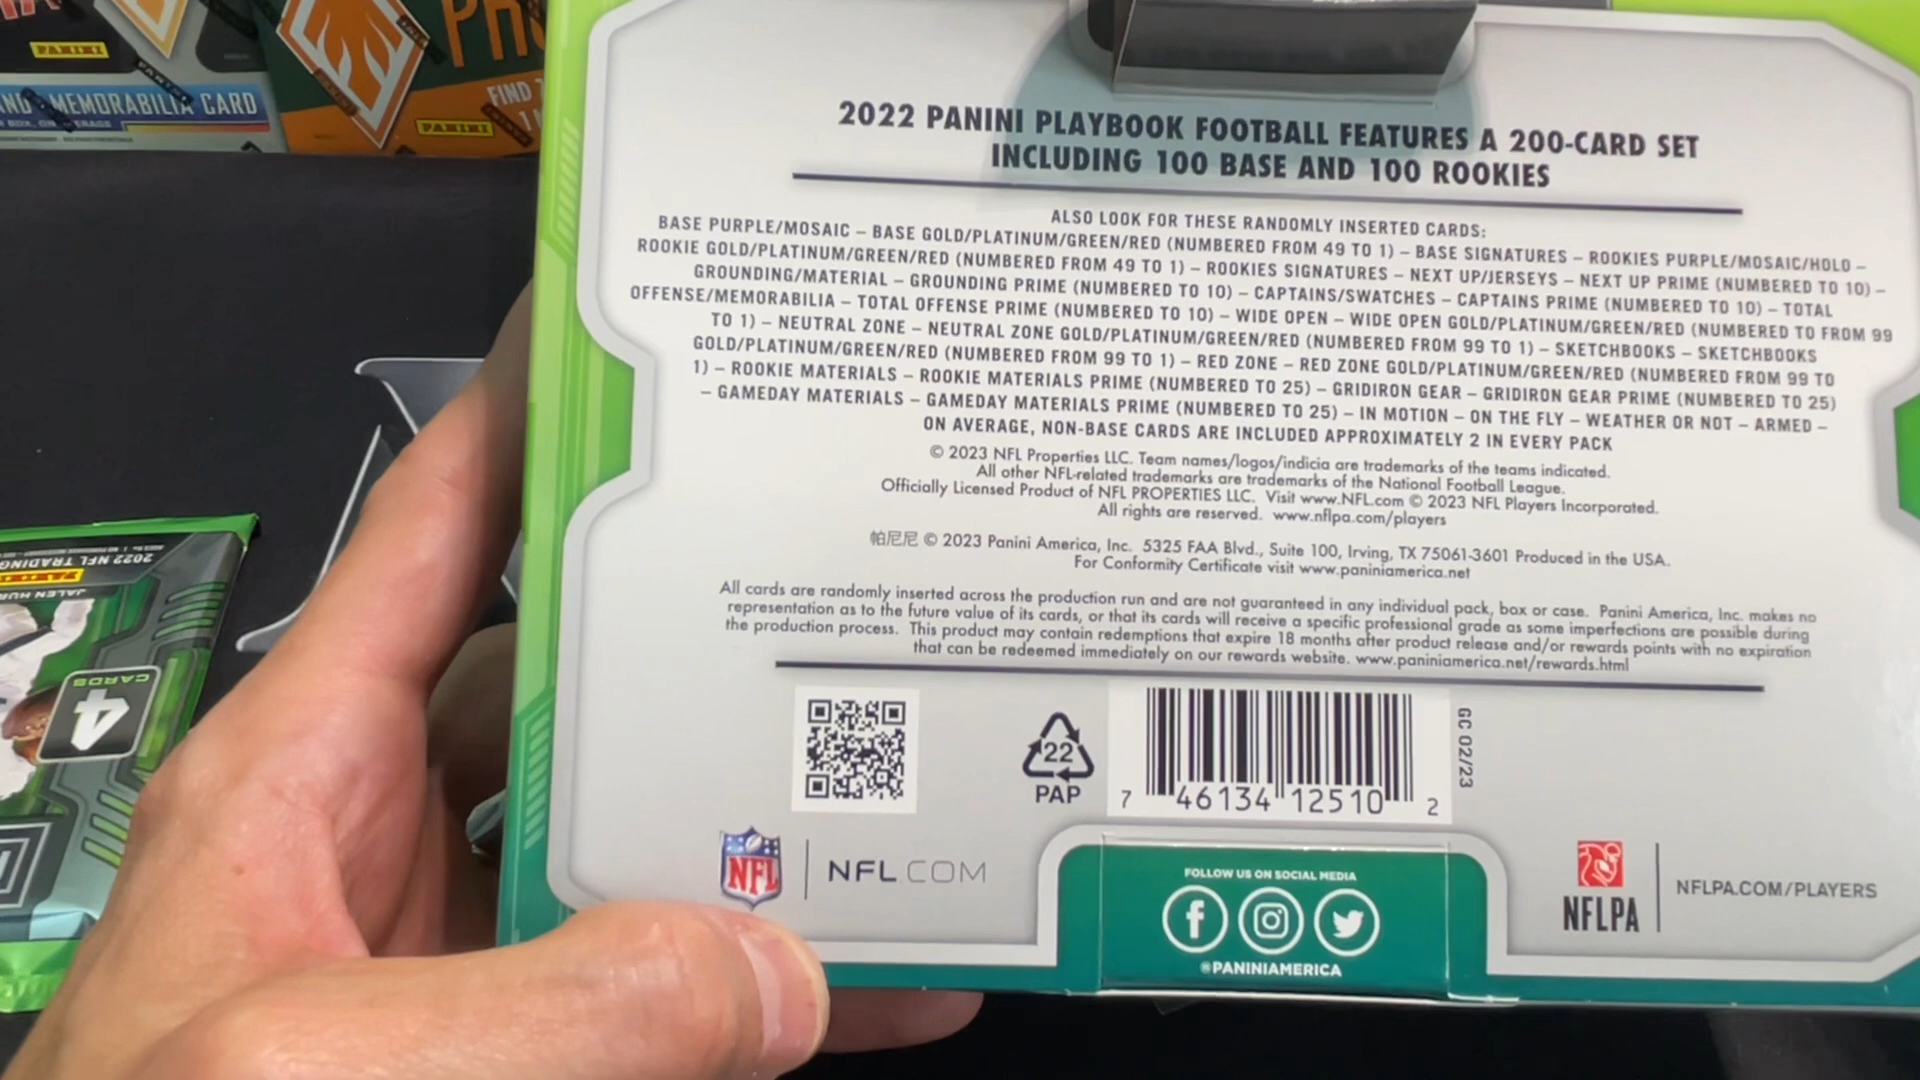 PANINI
MEMORABILIA CARD
PANINI
FIND
PANINI
2022 PANINI PLAYBOOK FOOTBALL FEATURES A 200-CARD SET
INCLUDING 100 BASE AND 100 ROOKIES
ALSO LOOK FOR THESE RANDOMLY INSERTED CARDS:
BASE PURPLE/MOSAIC – BASE GOLD/PLATINUM/GREEN/RED (NUMBERED FROM 49 TO 1) – BASE SIGNATURES – ROOKIES PURPLE/MOSAIC/HOLO –
ROOKIE GOLD/PLATINUM/GREEN/RED (NUMBERED FROM 49 TO 1) – ROOKIES SIGNATURES – NEXT UP/JERSEYS – NEXT UP PRIME (NUMBERED TO 10) –
GROUNDING/MATERIAL – GROUNDING PRIME (NUMBERED TO 10) – CAPTAINS/SWATCHES – CAPTAINS PRIME (NUMBERED TO 10) – TOTAL
OFFENSE/MEMORABILIA – TOTAL OFFENSE PRIME (NUMBERED TO 10) – WIDE OPEN – WIDE OPEN GOLD/PLATINUM/GREEN/RED (NUMBERED TO FROM 99
TO 1) – NEUTRAL ZONE – NEUTRAL ZONE GOLD/PLATINUM/GREEN/RED (NUMBERED FROM 99 TO 1) – SKETCHBOOKS – SKETCHBOOKS
GOLD/PLATINUM/GREEN/RED (NUMBERED FROM 99 TO 1) – RED ZONE – RED ZONE GOLD/PLATINUM/GREEN/RED (NUMBERED FROM 99 TO
1) – ROOKIE MATERIALS – ROOKIE MATERIALS PRIME (NUMBERED TO 25) – GRIDIRON GEAR – GRIDIRON GEAR PRIME (NUMBERED TO 25)
– GAMEDAY MATERIALS – GAMEDAY MATERIALS PRIME (NUMBERED TO 25) – IN MOTION – ON THE FLY – WEATHER OR NOT – ARMED –
ON AVERAGE, NON-BASE CARDS ARE INCLUDED APPROXIMATELY 2 IN EVERY PACK
© 2023 NFL Properties LLC. Team names/logos/indicia are trademarks of the teams indicated.
All other NFL-related trademarks are trademarks of the National Football League.
Officially Licensed Product of NFL PROPERTIES LLC. Visit www.NFL.com © 2023 NFL Players Incorporated.
All rights are reserved. www.nflpa.com/players
帕尼尼 © 2023 Panini America, Inc. 5325 FAA Blvd., Suite 100, Irving, TX 75061-3601 Produced in the USA.
For Conformity Certificate visit www.paniniamerica.net
All cards are randomly inserted across the production run and are not guaranteed in any individual pack, box or case. Panini America, Inc. makes no
representation as to the future value of its cards, or that its cards will receive a specific professional grade as some imperfections are possible during
the production process. This product may contain redemptions that expire 18 months after product release and/or rewards points with no expiration
that can be redeemed immediately on our rewards website. www.paniniamerica.net/rewards.html
22
PAP
7 46134 12510 2
GC 02/23
NFL
NFL.COM
FOLLOW US ON SOCIAL MEDIA
@PANINIAMERICA
NFLPA
NFLPA.COM/PLAYERS
2022 NFL TRADING
PANINI
JALEN HUR
4
CARDS